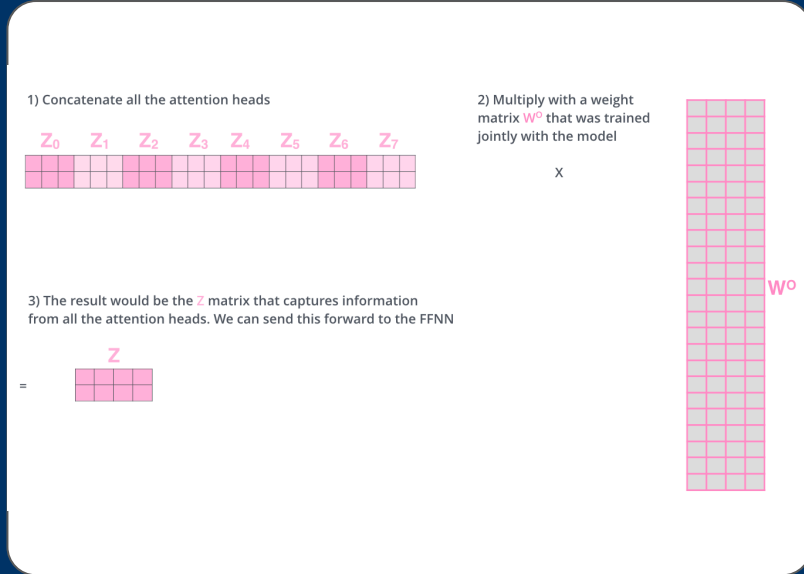 1) Concatenate all the attention heads
Z0 Z1 Z2 Z3 Z4 Z5 Z6 Z7
2) Multiply with a weight
matrix W^O that was trained
jointly with the model
X
W^O
3) The result would be the Z matrix that captures information
from all the attention heads. We can send this forward to the FFNN
Z
=